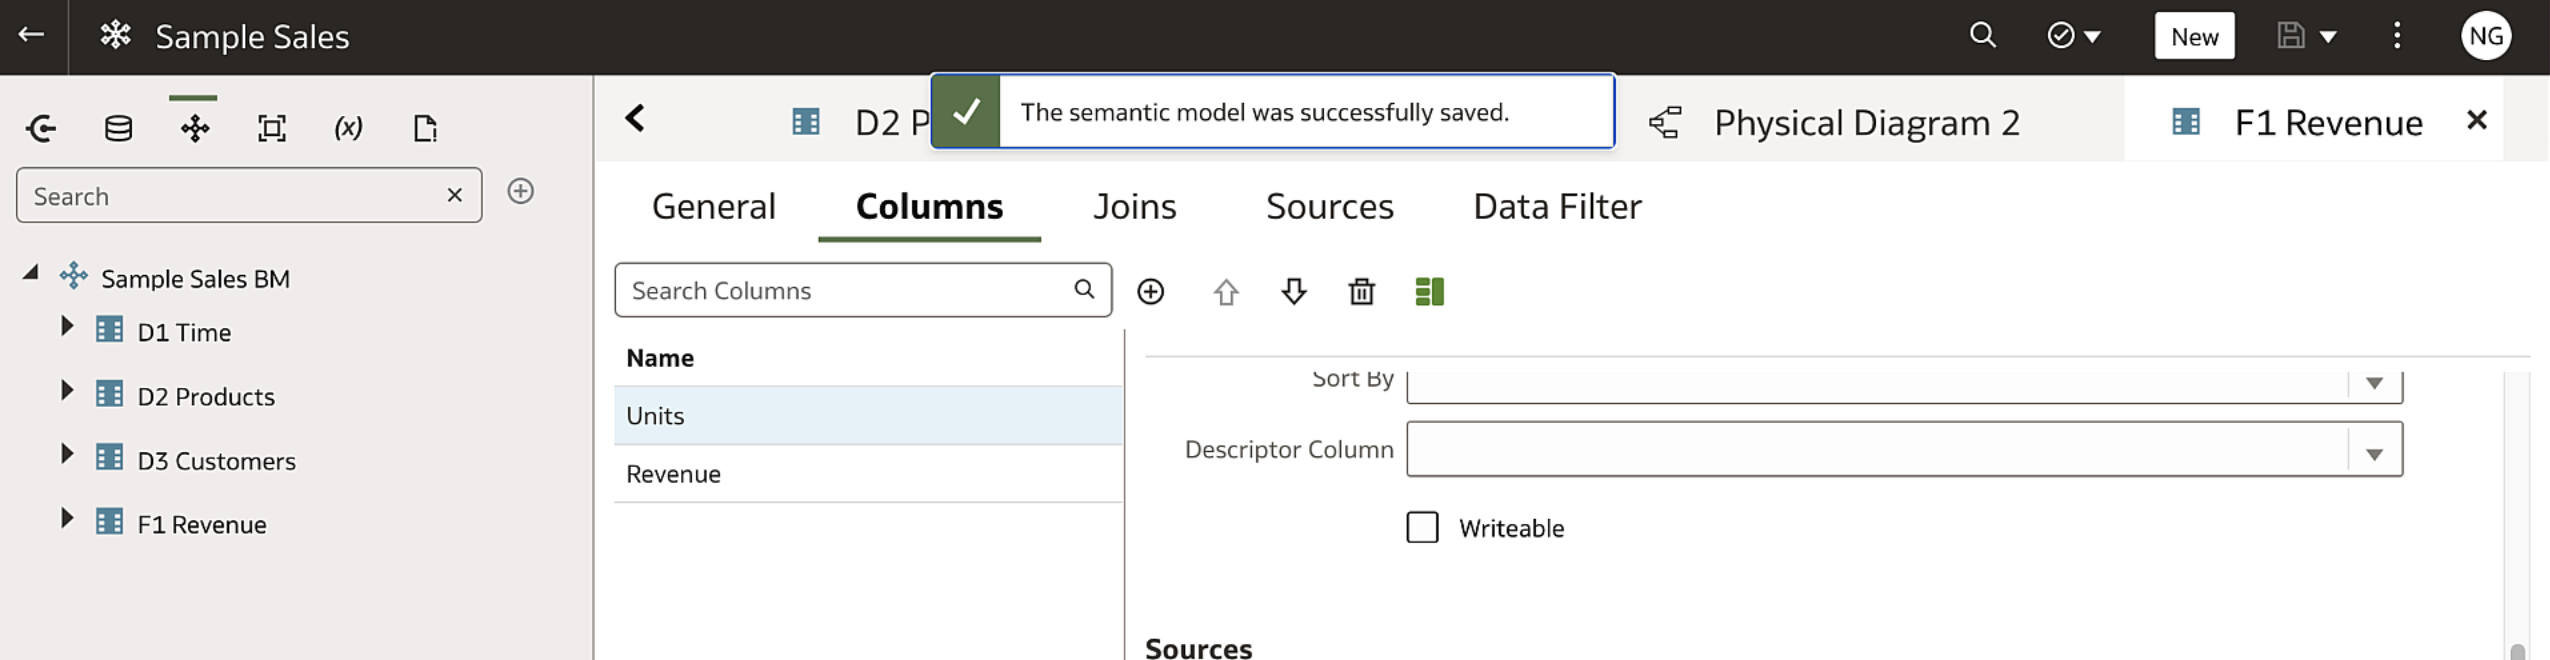 Sample Sales
New
NG
D2 P
The semantic model was successfully saved.
Physical Diagram 2
F1 Revenue
(x)
Search
General
Columns
Joins
Sources
Data Filter
Sample Sales BM
D1 Time
D2 Products
D3 Customers
F1 Revenue
Search Columns
Name
Units
Revenue
Sort By
Descriptor Column
Writeable
Sources